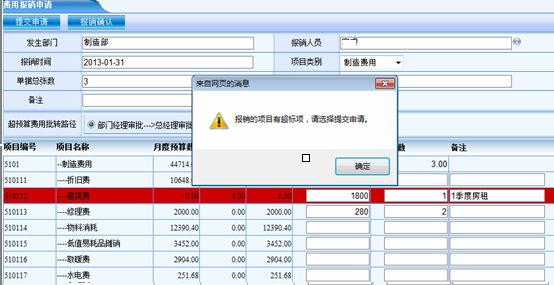 费用报销申请
提交申请 报销确认
发生部门 制造部 报销人员
报销时间 2013-01-31 项目类别 制造费用
单据总张数 3
备注
超预算费用批转路径 部门经理审批--->总经理审批
来自网页的消息
报销的项目有超标项，请选择提交申请。
确定
项目编号 项目名称 月度预算 数 备注
5101 --制造费用 44714. 3.00
510111 ----折旧费 10648.
510112 ----租赁费 0.00 0.00 0.00 1800 1 1季度房租
510113 ----修理费 2000.00 0.00 2000.00 280 2
510114 ----物料消耗 12390.40 0.00 12390.40
510115 ----低值易耗品摊销 3452.00 0.00 3452.00
510116 ----取暖费 2904.00 0.00 2904.00
510117 ----水电费 251.68 0.00 251.68